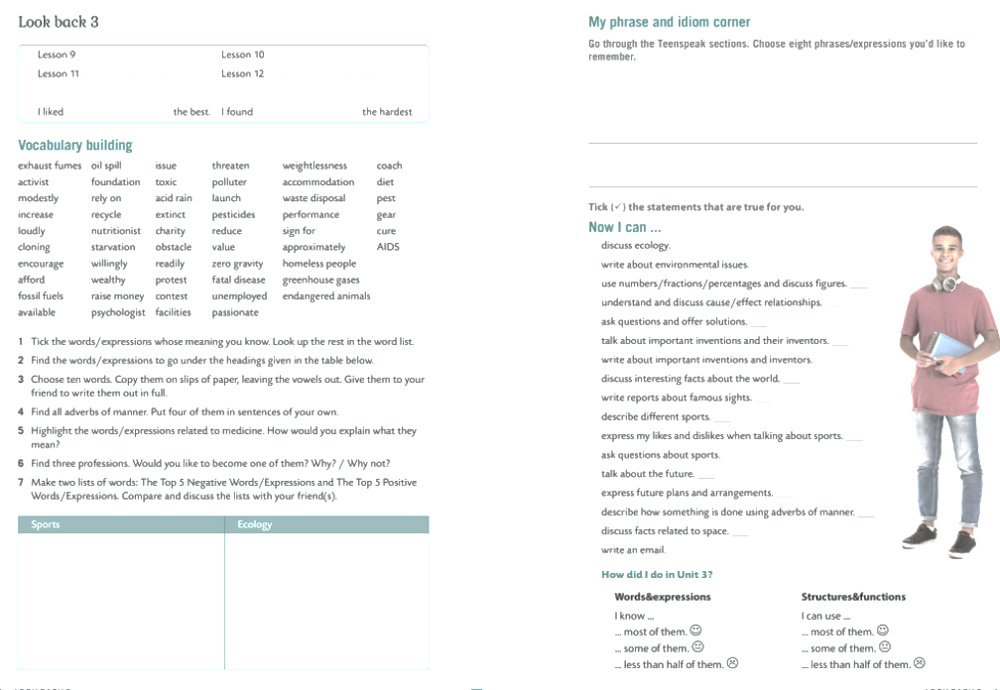 Look back 3
Lesson 9 Lesson 10
Lesson 11 Lesson 12
I liked the best. I found the hardest
Vocabulary building
exhaust fumes oil spill issue threaten weightlessness coach
activist foundation toxic polluter accommodation diet
modestly rely on acid rain launch waste disposal pest
increase recycle extinct pesticides performance gear
loudly nutritionist charity reduce sign for cure
cloning starvation obstacle value approximately AIDS
encourage willingly readily zero gravity homeless people
afford wealthy protest fatal disease greenhouse gases
fossil fuels raise money contest unemployed endangered animals
available psychologist facilities passionate
1 Tick the words/expressions whose meaning you know. Look up the rest in the word list.
2 Find the words/expressions to go under the headings given in the table below.
3 Choose ten words. Copy them on slips of paper, leaving the vowels out. Give them to your
friend to write them out in full.
4 Find all adverbs of manner. Put four of them in sentences of your own.
5 Highlight the words/expressions related to medicine. How would you explain what they
mean?
6 Find three professions. Would you like to become one of them? Why? / Why not?
7 Make two lists of words: The Top 5 Negative Words/Expressions and The Top 5 Positive
Words/Expressions. Compare and discuss the lists with your friend(s).
Sports Ecology
My phrase and idiom corner
Go through the Teenspeak sections. Choose eight phrases/expressions you'd like to
remember.
Tick (✓) the statements that are true for you.
Now I can ...
discuss ecology.
write about environmental issues.
use numbers/fractions/percentages and discuss figures.
understand and discuss cause/effect relationships.
ask questions and offer solutions.
talk about important inventions and their inventors.
write about important inventions and inventors.
discuss interesting facts about the world.
write reports about famous sights.
describe different sports.
express my likes and dislikes when talking about sports.
ask questions about sports.
talk about the future.
express future plans and arrangements.
describe how something is done using adverbs of manner.
discuss facts related to space.
write an email.
How did I do in Unit 3?
Words&expressions Structures&functions
I know ... I can use ...
... most of them. ... most of them.
... some of them. ... some of them.
... less than half of them. ... less than half of them.